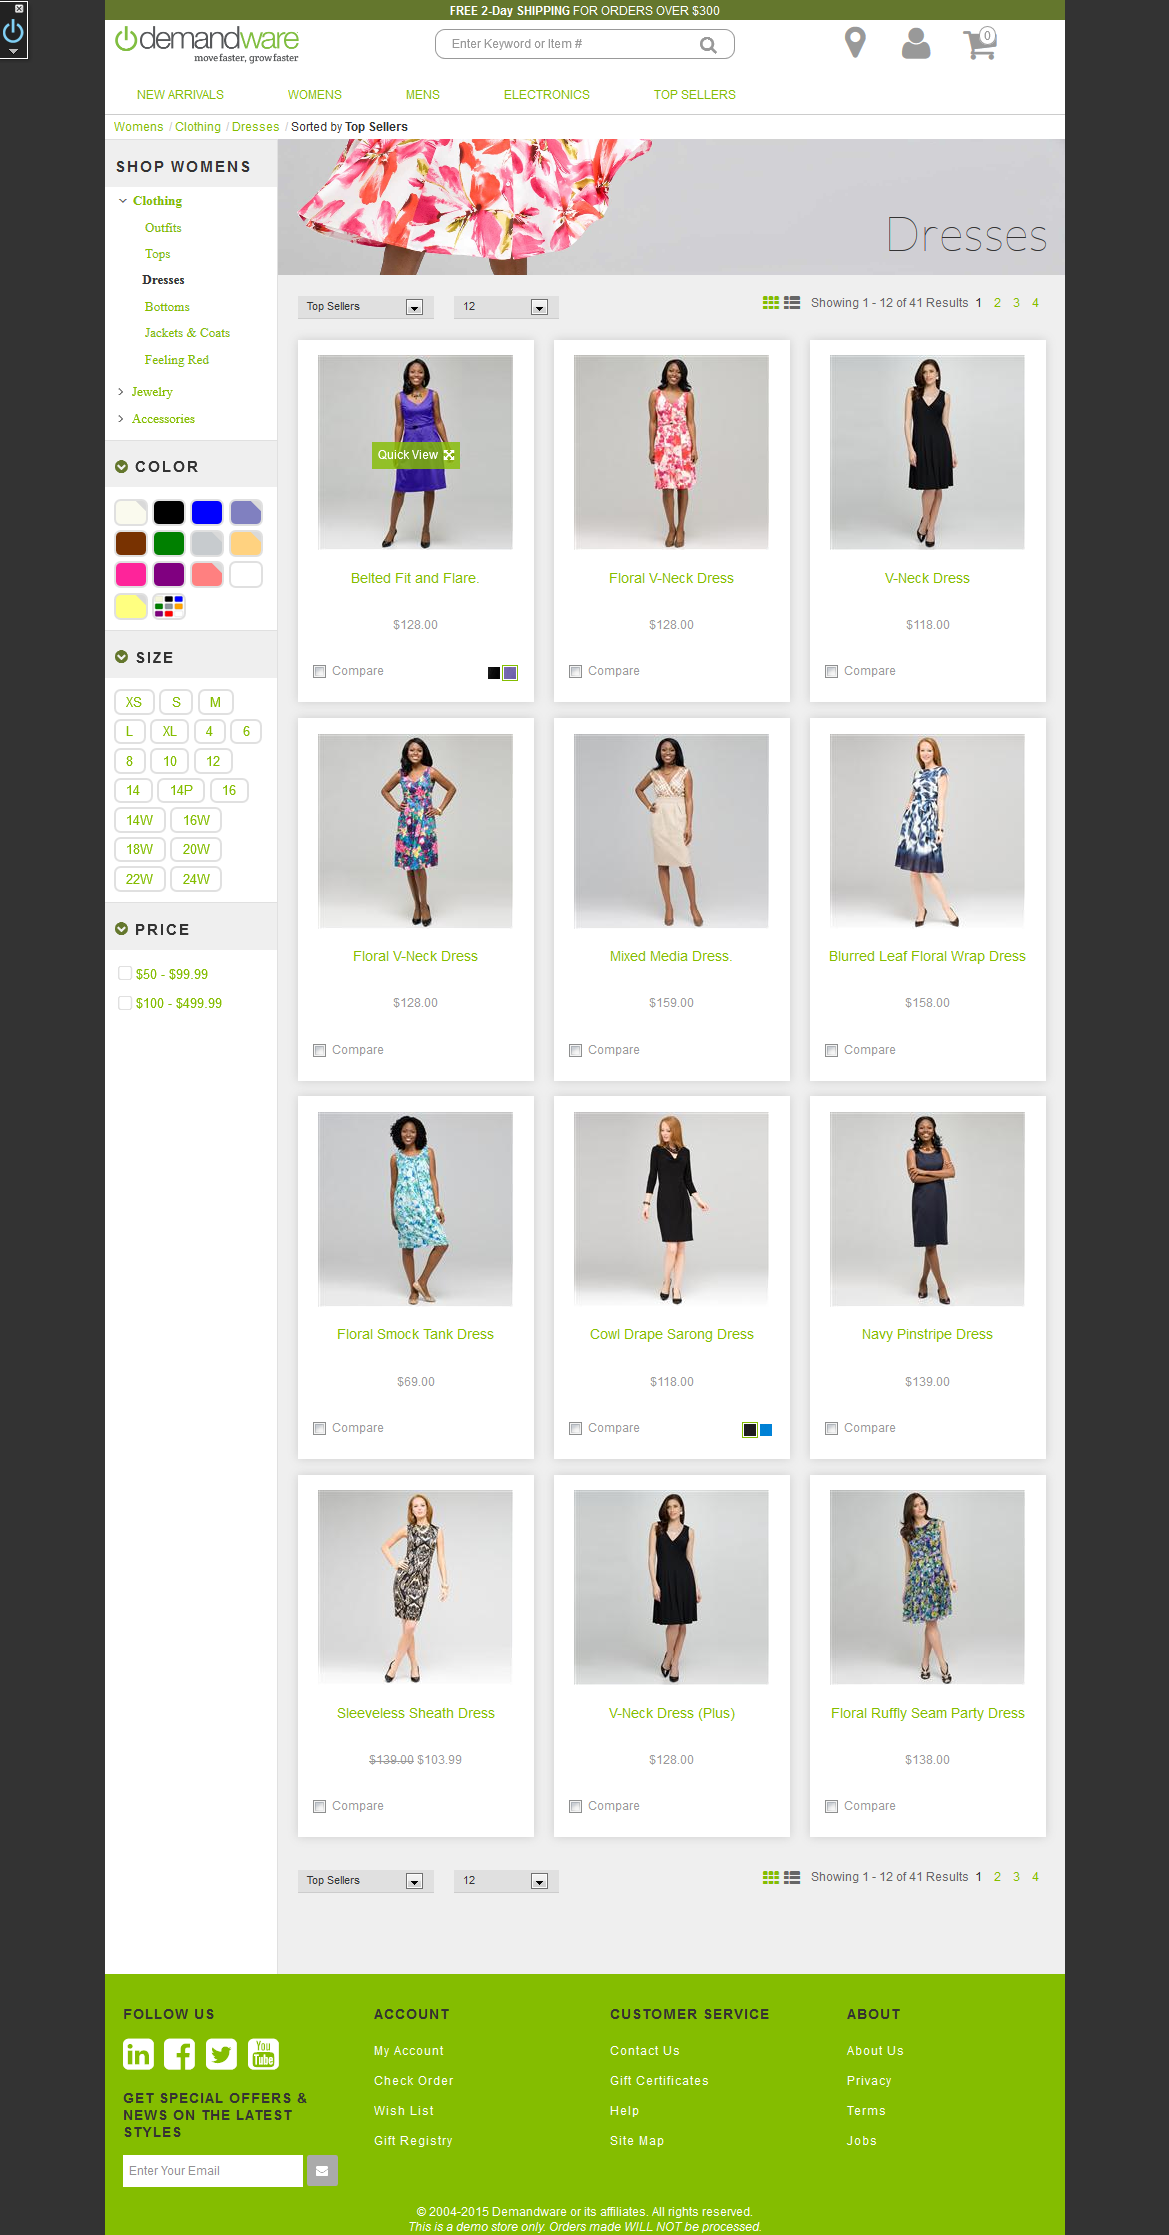 FREE 2-Day SHIPPING FOR ORDERS OVER $300
demandware
move faster, grow faster
Enter Keyword or Item #
0
NEW ARRIVALS WOMENS MENS ELECTRONICS TOP SELLERS
Womens / Clothing / Dresses / Sorted by Top Sellers
SHOP WOMENS
Clothing
Outfits
Tops
Dresses
Bottoms
Jackets & Coats
Feeling Red
Jewelry
Accessories
COLOR
SIZE
XS S M
L XL 4 6
8 10 12
14 14P 16
14W 16W
18W 20W
22W 24W
PRICE
$50 - $99.99
$100 - $499.99
Dresses
Top Sellers 12 Showing 1 - 12 of 41 Results 1 2 3 4
Quick View
Belted Fit and Flare. Floral V-Neck Dress V-Neck Dress
$128.00 $128.00 $118.00
Compare Compare Compare
Floral V-Neck Dress Mixed Media Dress. Blurred Leaf Floral Wrap Dress
$128.00 $159.00 $158.00
Compare Compare Compare
Floral Smock Tank Dress Cowl Drape Sarong Dress Navy Pinstripe Dress
$69.00 $118.00 $139.00
Compare Compare Compare
Sleeveless Sheath Dress V-Neck Dress (Plus) Floral Ruffly Seam Party Dress
$139.00 $103.99 $128.00 $138.00
Compare Compare Compare
Top Sellers 12 Showing 1 - 12 of 41 Results 1 2 3 4
FOLLOW US
in f You Tube
GET SPECIAL OFFERS &
NEWS ON THE LATEST
STYLES
Enter Your Email
ACCOUNT
My Account
Check Order
Wish List
Gift Registry
CUSTOMER SERVICE
Contact Us
Gift Certificates
Help
Site Map
ABOUT
About Us
Privacy
Terms
Jobs
© 2004-2015 Demandware or its affiliates. All rights reserved.
This is a demo store only. Orders made WILL NOT be processed.